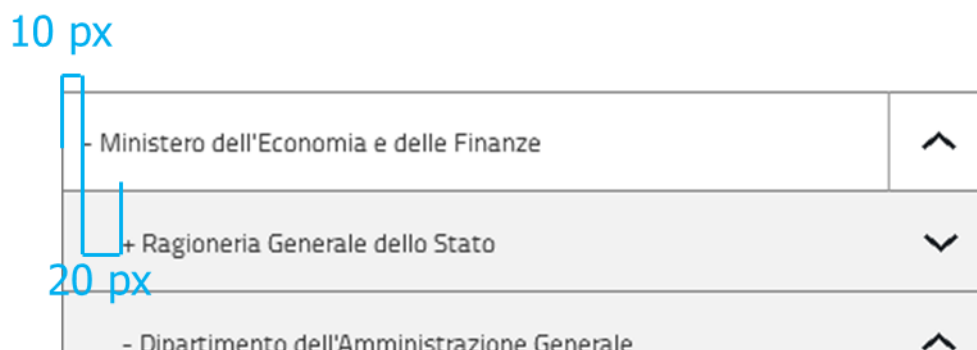 10 px
- Ministero dell'Economia e delle Finanze
+ Ragioneria Generale dello Stato
20 px
- Dipartimento dell'Amministrazione Generale